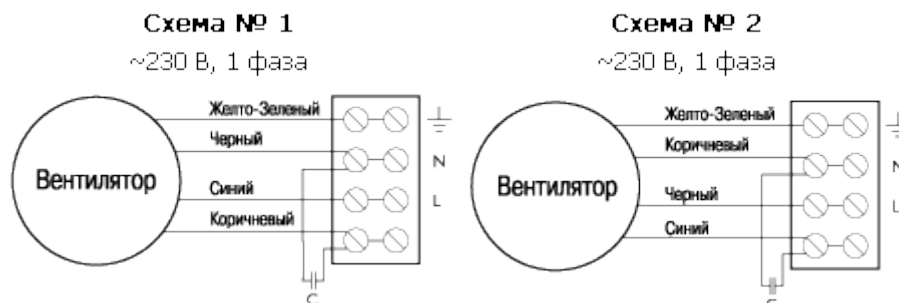 Схема № 1
~230 В, 1 фаза
Желто-Зеленый
Черный
Вентилятор
Синий
Коричневый
N
L
C
Схема № 2
~230 В, 1 фаза
Желто-Зеленый
Коричневый
Вентилятор
Черный
Синий
N
L
C